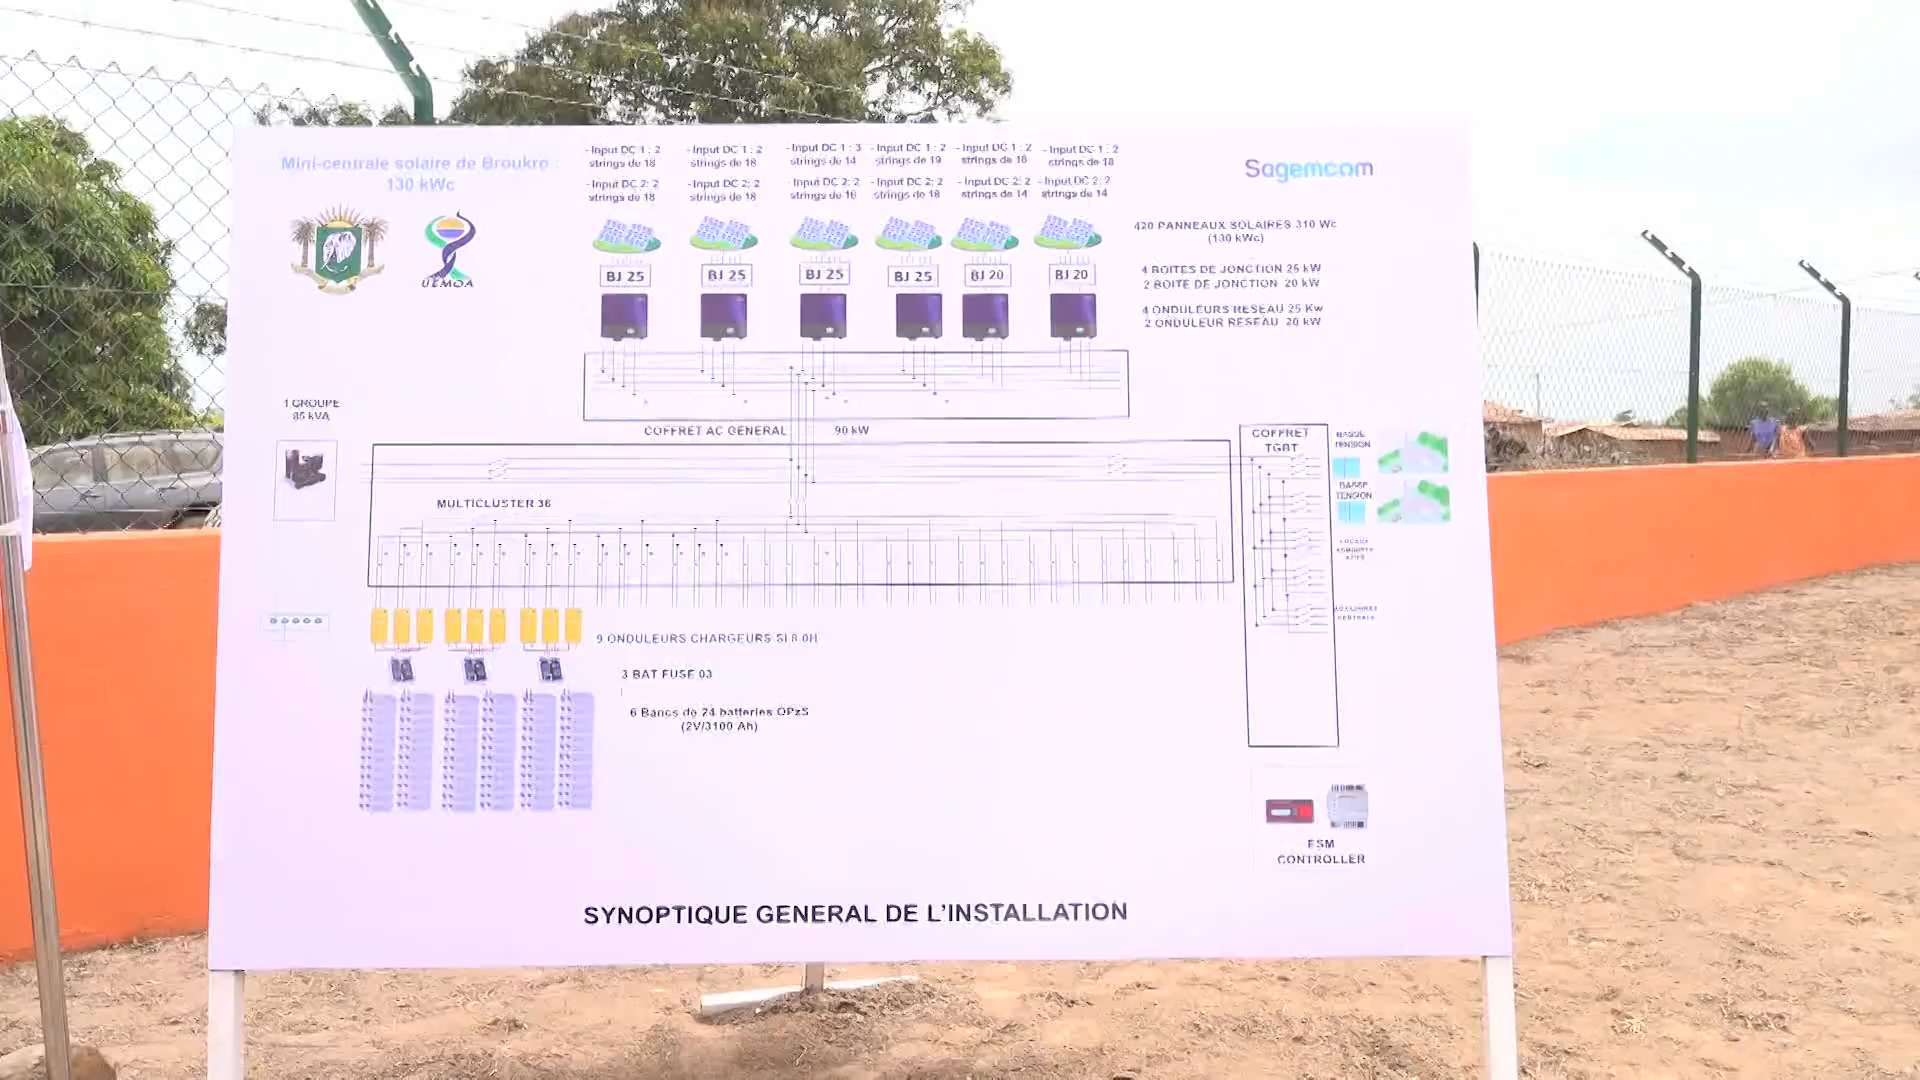 Mini-centrale solaire de Broukro :
130 kWc
UEMOA
- Input DC 1 : 2
strings de 18
- Input DC 2: 2
strings de 18
- Input DC 1 : 2
strings de 18
- Input DC 2: 2
strings de 18
- Input DC 1 : 3
strings de 14
- Input DC 2: 2
strings de 16
- Input DC 1 : 2
strings de 19
- Input DC 2: 2
strings de 18
- Input DC 1 : 2
strings de 18
- Input DC 2: 2
strings de 14
- Input DC 1 : 2
strings de 18
- Input DC 2: 2
strings de 14
Sagemcom
420 PANNEAUX SOLAIRES 310 Wc
(130 kWc)
BJ 25
BJ 25
BJ 25
BJ 25
BJ 20
BJ 20
4 BOITES DE JONCTION 25 kW
2 BOITE DE JONCTION 20 kW
4 ONDULEURS RESEAU 25 Kw
2 ONDULEUR RESEAU 20 kW
1 GROUPE
85 kVA
COFFRET AC GENERAL
90 kW
COFFRET
TGBT
BASSE
TENSION
BASSE
TENSION
MULTICLUSTER 36
9 ONDULEURS CHARGEURS SI 8.0H
3 BAT FUSE 03
6 Bancs de 24 batteries OPzS
(2V/3100 Ah)
ESM
CONTROLLER
SYNOPTIQUE GENERAL DE L'INSTALLATION